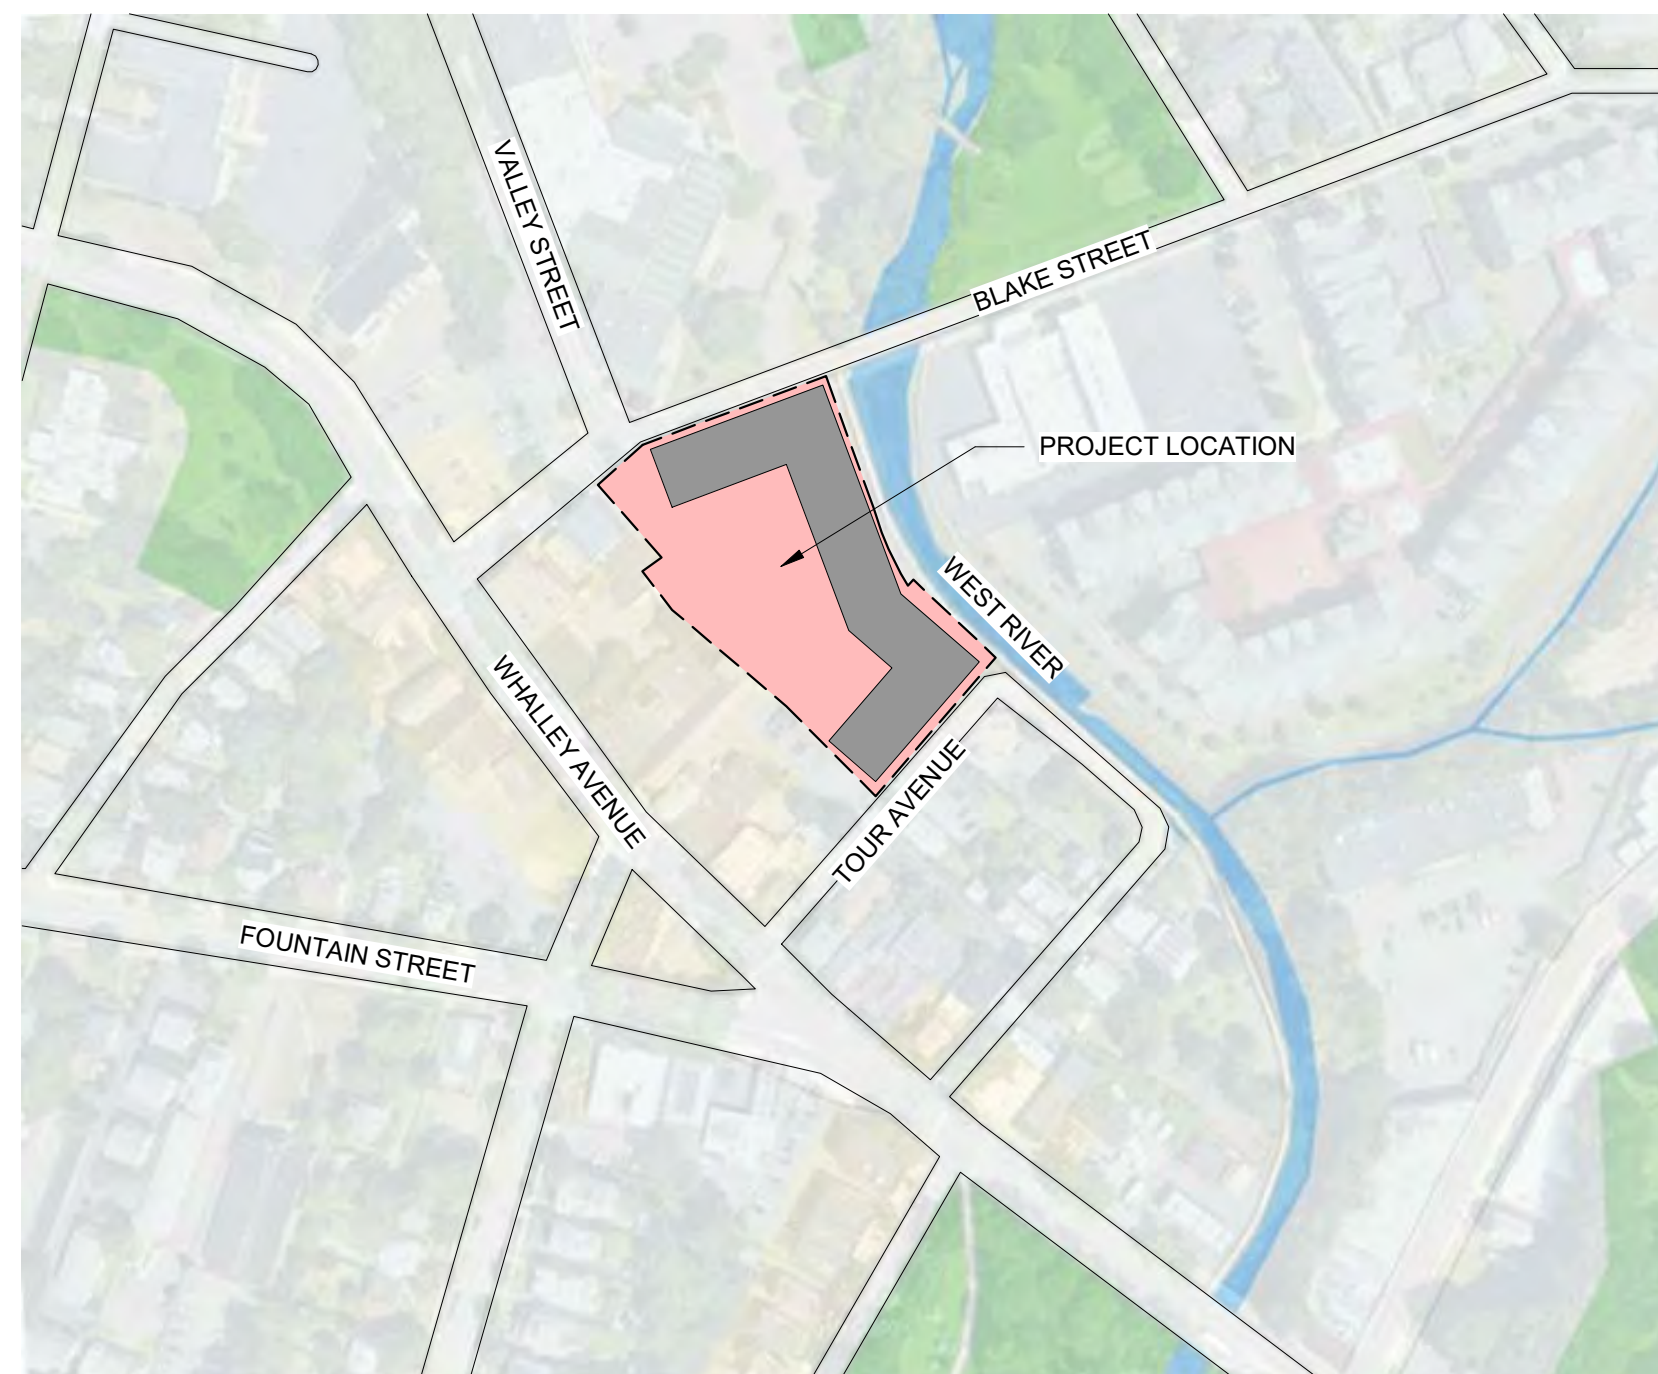 VALLEY STREET
BLAKE STREET
PROJECT LOCATION
WEST RIVER
WHALLEY AVENUE
TOUR AVENUE
FOUNTAIN STREET